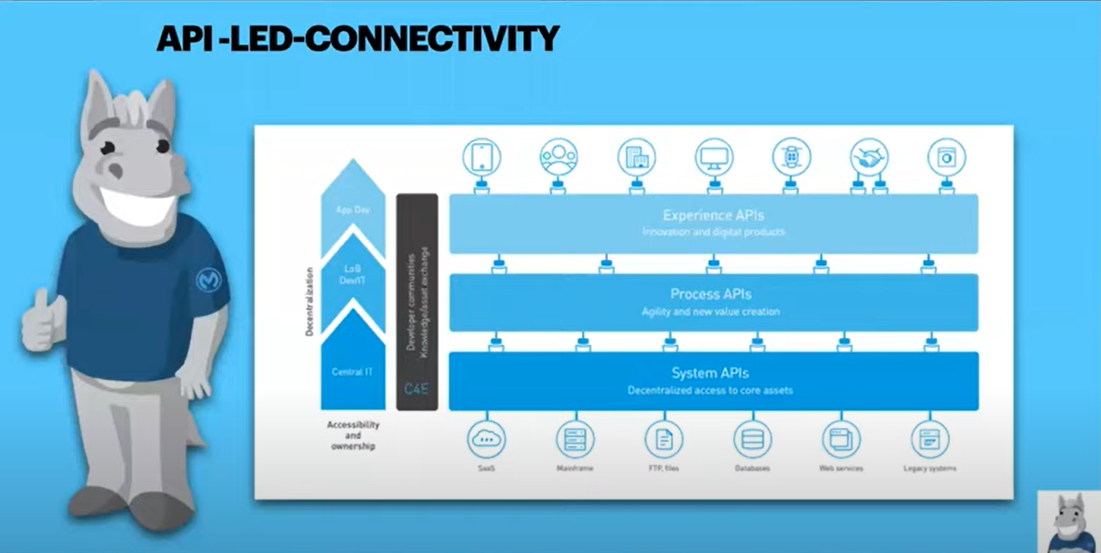 API -LED-CONNECTIVITY
App Dev
LoB
Dev/IT
Central IT
Decentralization
Accessibility
and
ownership
Developer communities
Knowledge/asset exchange
C4E
Experience APIs
Innovation and digital products
Process APIs
Agility and new value creation
System APIs
Decentralized access to core assets
SaaS
Mainframe
FTP, files
Databases
Web services
Legacy systems